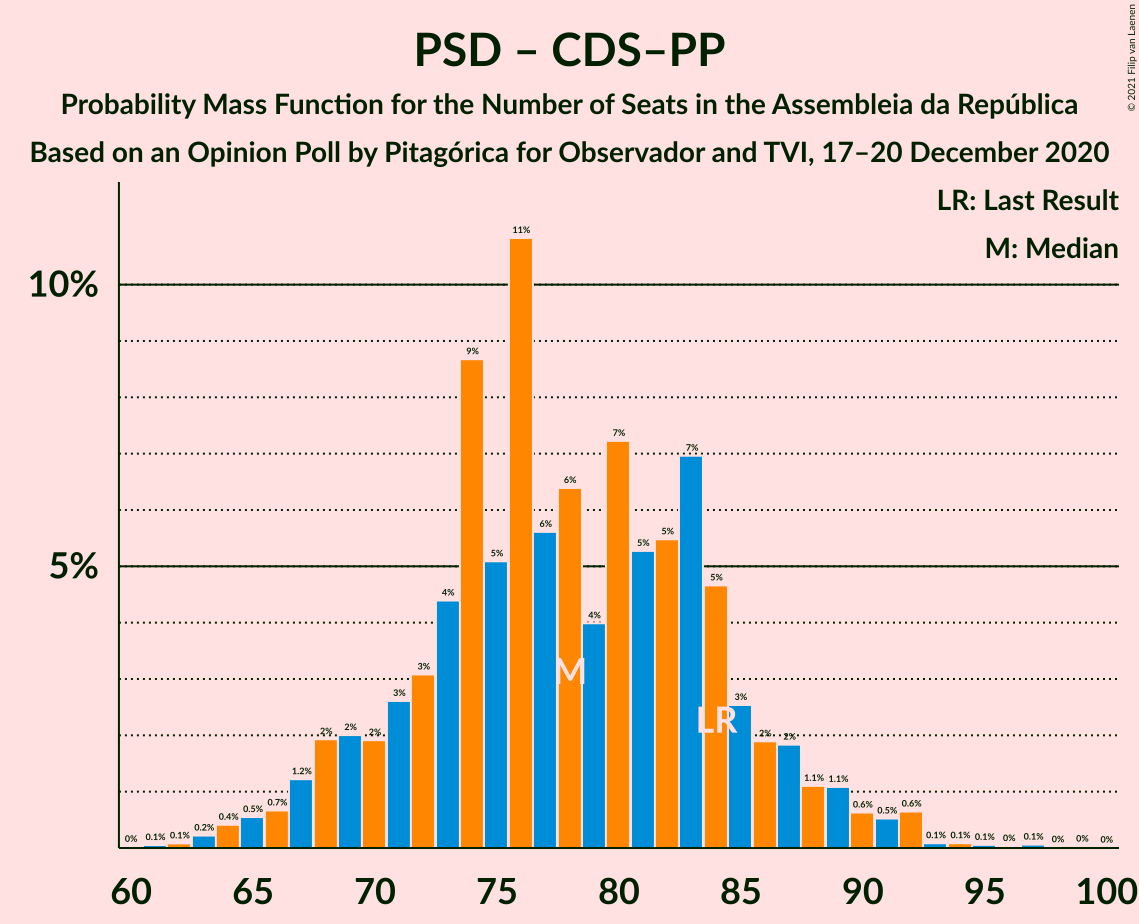 PSD – CDS–PP
Probability Mass Function for the Number of Seats in the Assembleia da República
Based on an Opinion Poll by Pitagórica for Observador and TVI, 17–20 December 2020
© 2021 Filip van Laenen
LR: Last Result
M: Median
10%
5%
0% 0.1% 0.1% 0.2% 0.4% 0.5% 0.7% 1.2% 2% 2% 2% 3% 3% 4% 9% 5% 11% 6% 6% 4% 7% 5% 5% 7% 5% 3% 2% 2% 1.1% 1.1% 0.6% 0.5% 0.6% 0.1% 0.1% 0.1% 0% 0.1% 0% 0% 0%
M
LR
60 65 70 75 80 85 90 95 100